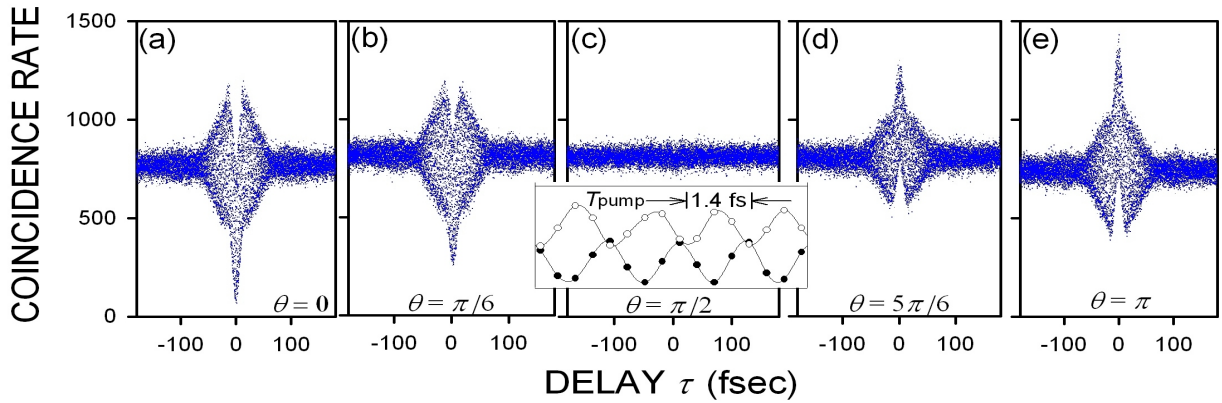 COINCIDENCE RATE
1500
1000
500
0
(a)
(b)
(c)
(d)
(e)
Tpump
1.4 fs
θ = 0
θ = π/6
θ = π/2
θ = 5π/6
θ = π
-100 0 100
-100 0 100
-100 0 100
-100 0 100
-100 0 100
DELAY τ (fsec)